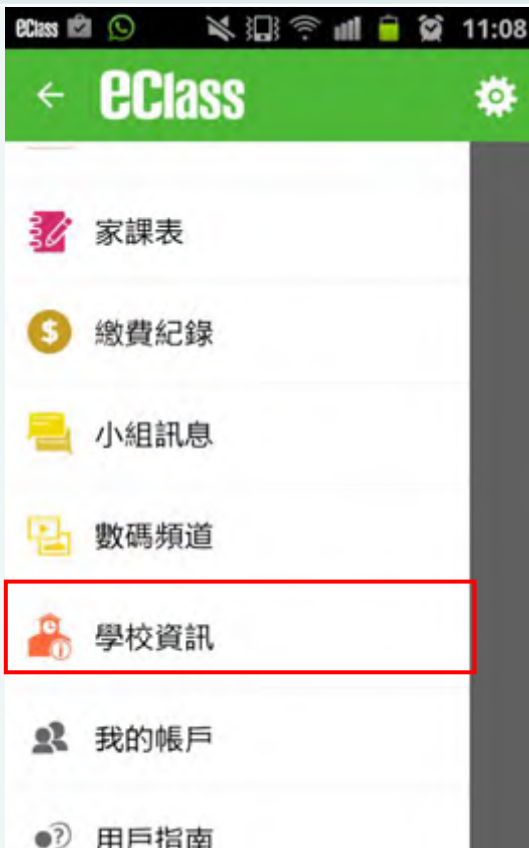 eClass 11:08
eClass
家課表
$ 繳費紀錄
小組訊息
數碼頻道
學校資訊
我的帳戶
? 用戶指南